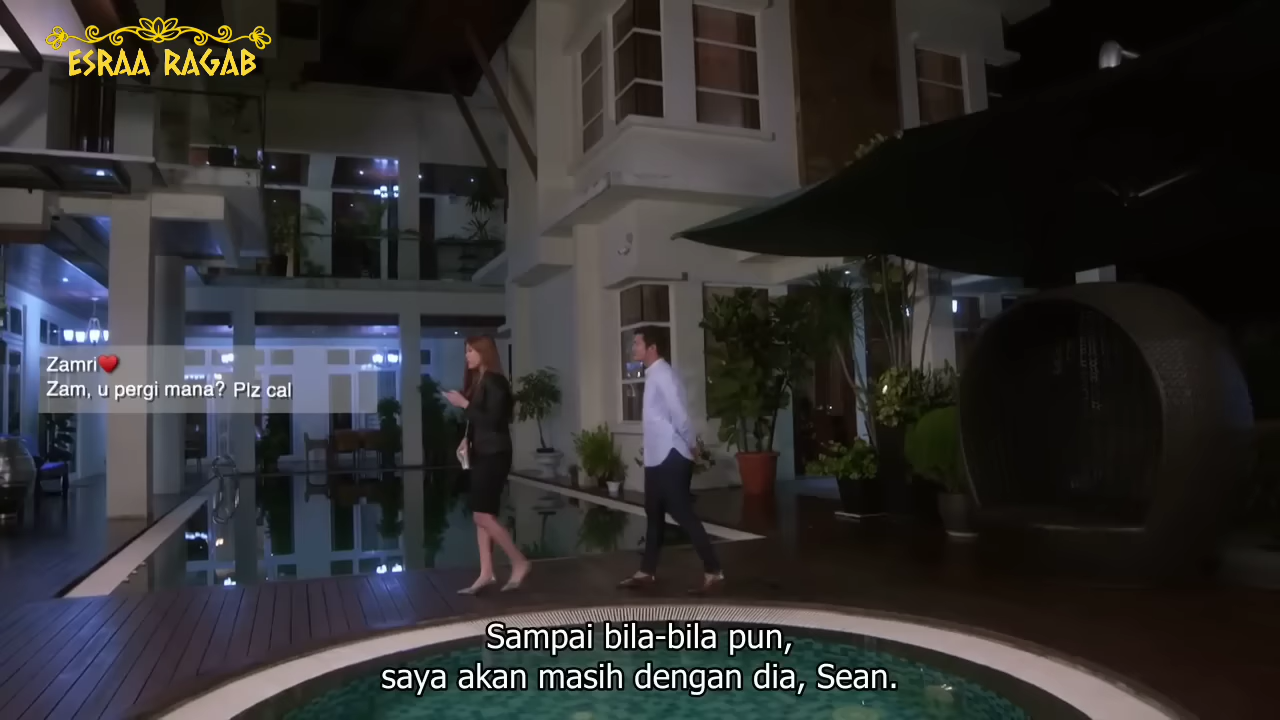 ESRAA RAGAB
Zamri❤️
Zam, u pergi mana? Plz cal
Sampai bila-bila pun,
saya akan masih dengan dia, Sean.